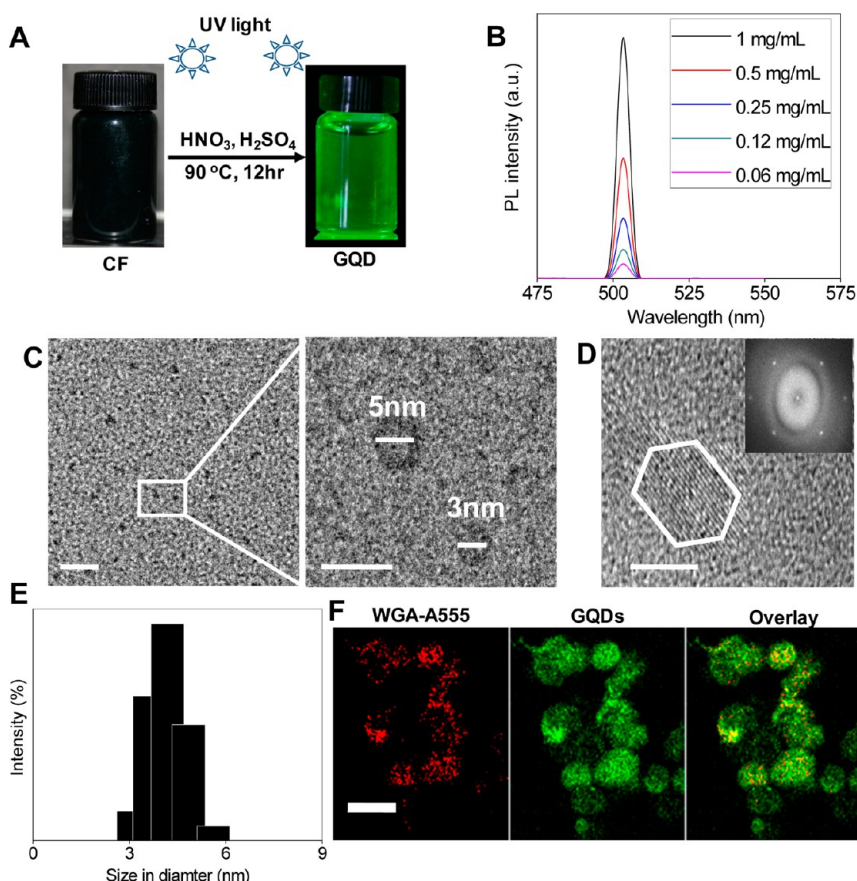 A
UV light
HNO₃, H₂SO₄
90 °C, 12hr
CF
GQD
B
PL intensity (a.u.)
1 mg/mL
0.5 mg/mL
0.25 mg/mL
0.12 mg/mL
0.06 mg/mL
475 500 525 550 575
Wavelength (nm)
C
5nm
3nm
D
E
Intensity (%)
0 3 6 9
Size in diamter (nm)
F
WGA-A555
GQDs
Overlay